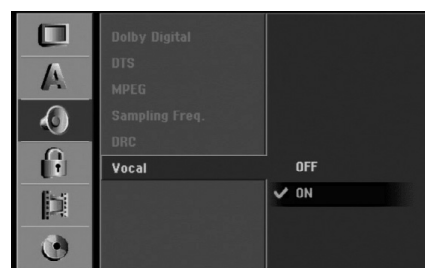 Dolby Digital
DTS
MPEG
Sampling Freq.
DRC
Vocal
OFF
✔ ON
A